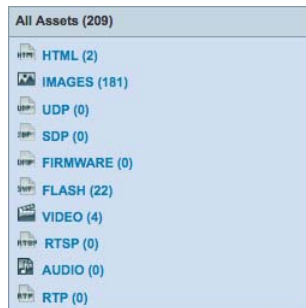 All Assets (209)
HTML (2)
IMAGES (181)
UDP (0)
SDP (0)
FIRMWARE (0)
FLASH (22)
VIDEO (4)
RTSP (0)
AUDIO (0)
RTP (0)